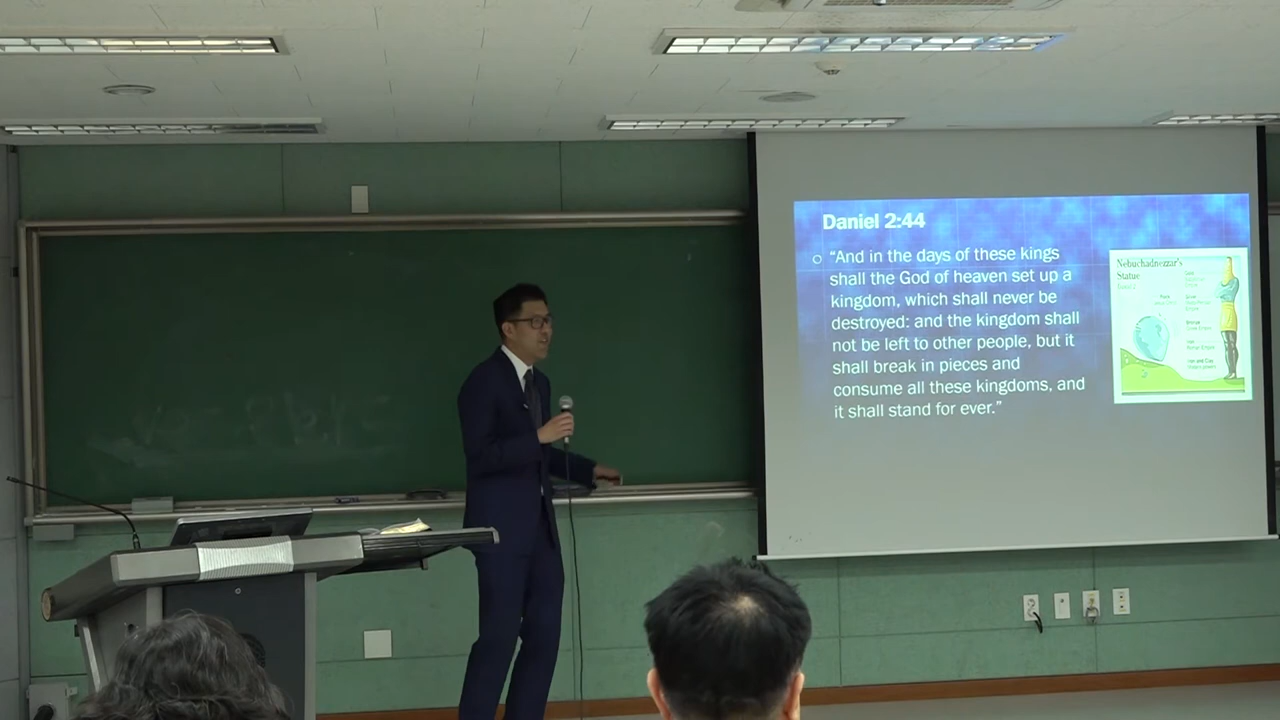 Daniel 2:44
“And in the days of these kings
shall the God of heaven set up a
kingdom, which shall never be
destroyed: and the kingdom shall
not be left to other people, but it
shall break in pieces and
consume all these kingdoms, and
it shall stand for ever.”
Nebuchadnezzar's
Statue